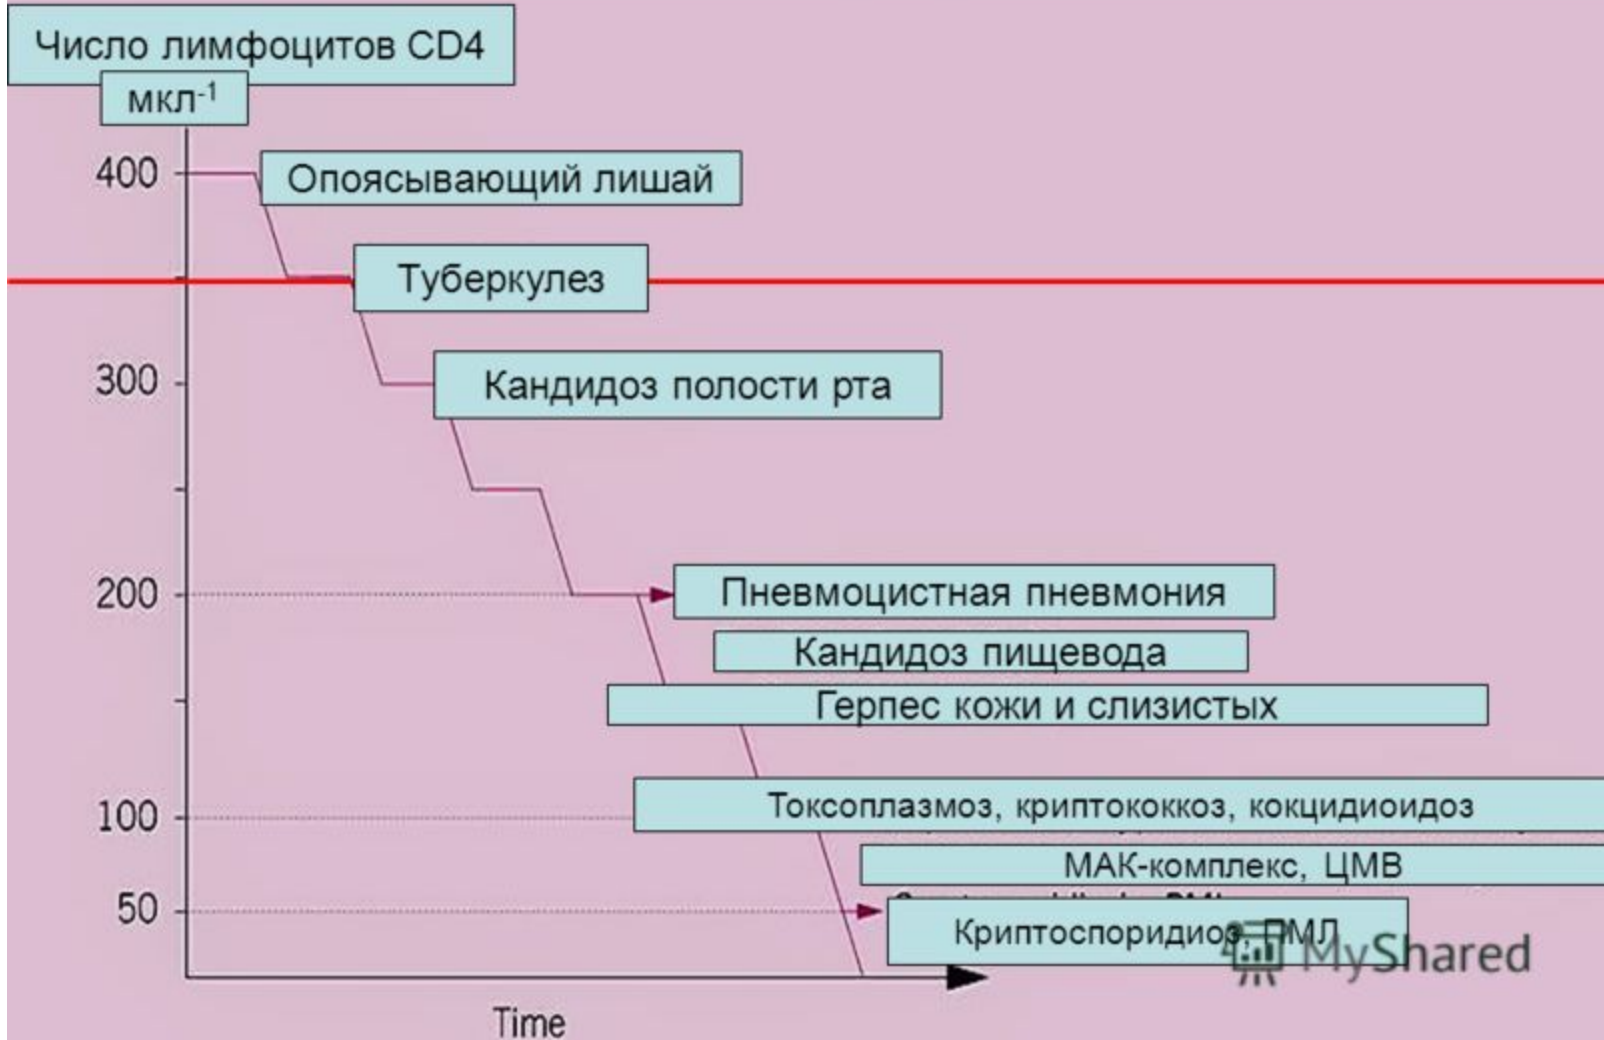 Число лимфоцитов CD4
мкл-1
400
Опоясывающий лишай
Туберкулез
300
Кандидоз полости рта
200
Пневмоцистная пневмония
Кандидоз пищевода
Герпес кожи и слизистых
Токсоплазмоз, криптококкоз, кокцидиоидоз
100
МАК-комплекс, ЦМВ
50
Криптоспоридиоз, ПМЛ
MyShared
Time